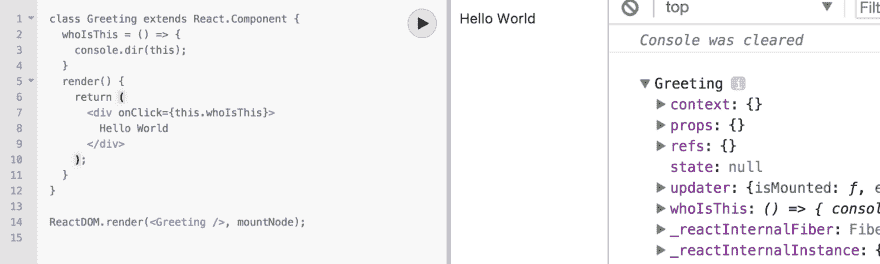 1 class Greeting extends React.Component {
2 whoIsThis = () => {
3 console.dir(this);
4 }
5 render() {
6 return (
7 <div onClick={this.whoIsThis}>
8 Hello World
9 </div>
10 );
11 }
12 }
13
14 ReactDOM.render(<Greeting />, mountNode);
15
Hello World
top
Filt
Console was cleared
Greeting i
context: {}
props: {}
refs: {}
state: null
updater: {isMounted: ƒ, e
whoIsThis: () => { consol
_reactInternalFiber: Fibe
_reactInternalInstance: {